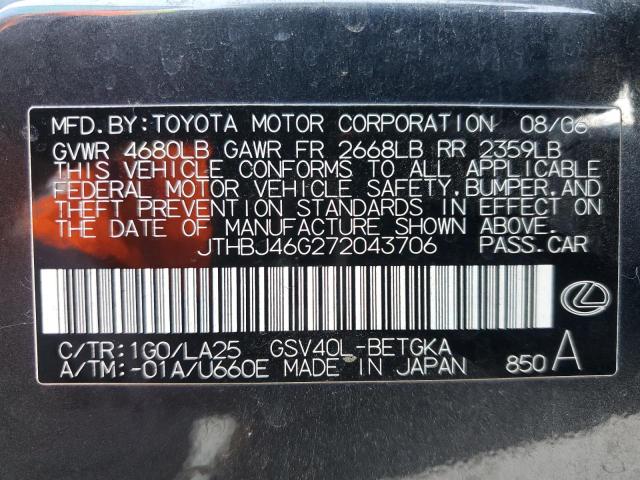 MFD.BY:TOYOTA MOTOR CORPORATION 08/06
GVWR 4680LB GAWR FR 2668LB RR 2359LB
THIS VEHICLE CONFORMS TO ALL APPLICABLE
FEDERAL MOTOR VEHICLE SAFETY,BUMPER,AND
THEFT PREVENTION STANDARDS IN EFFECT ON
THE DATE OF MANUFACTURE SHOWN ABOVE.
JTHBJ46G272043706 PASS.CAR
C/TR:1G0/LA25 GSV40L-BETGKA
A/TM:-01A/U660E MADE IN JAPAN 850 A